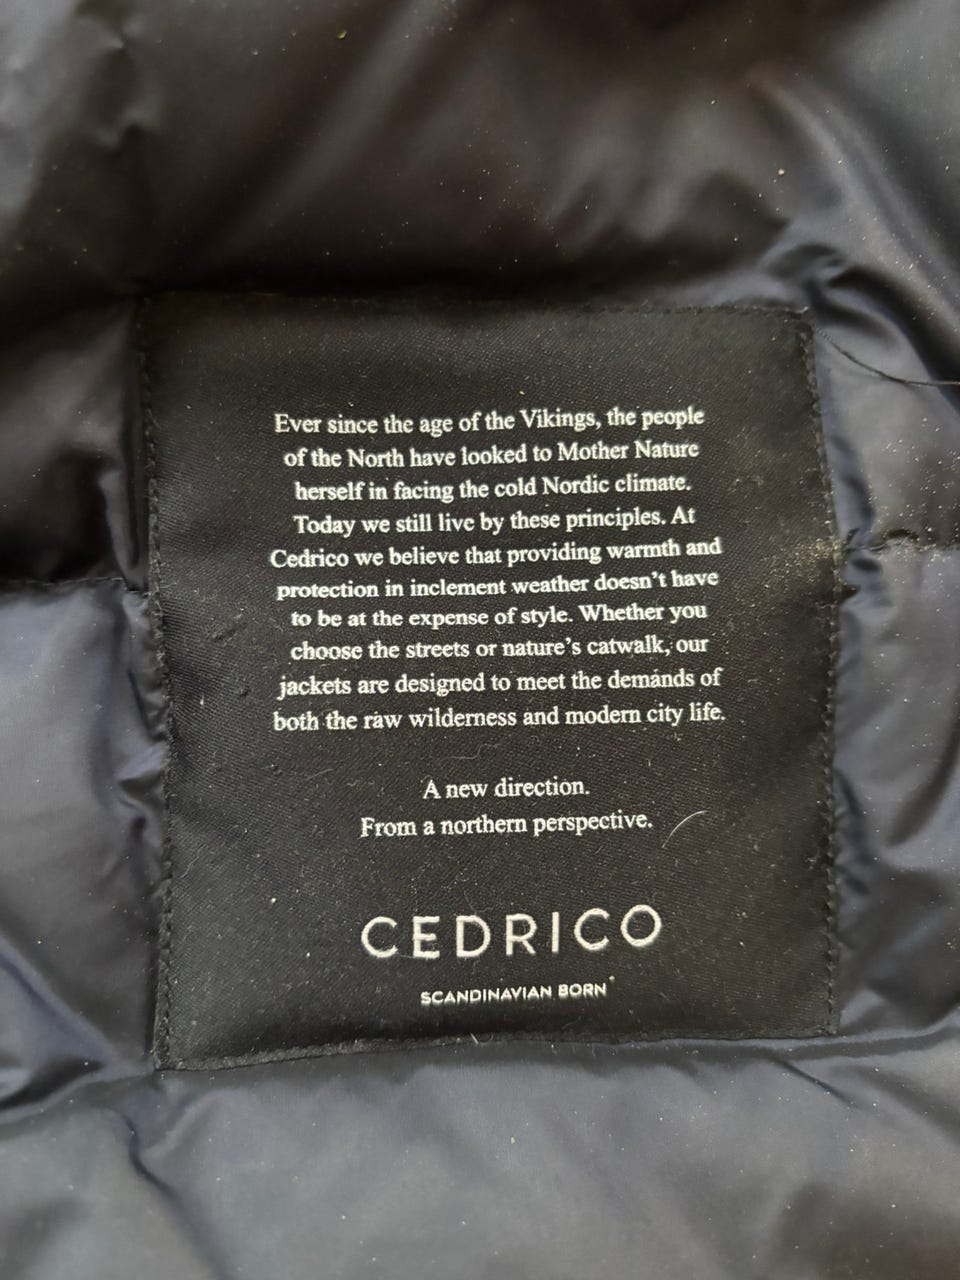 Ever since the age of the Vikings, the people
of the North have looked to Mother Nature
herself in facing the cold Nordic climate.
Today we still live by these principles. At
Cedrico we believe that providing warmth and
protection in inclement weather doesn't have
to be at the expense of style. Whether you
choose the streets or nature's catwalk, our
jackets are designed to meet the demands of
both the raw wilderness and modern city life.
A new direction.
From a northern perspective.
CEDRICO
SCANDINAVIAN BORN